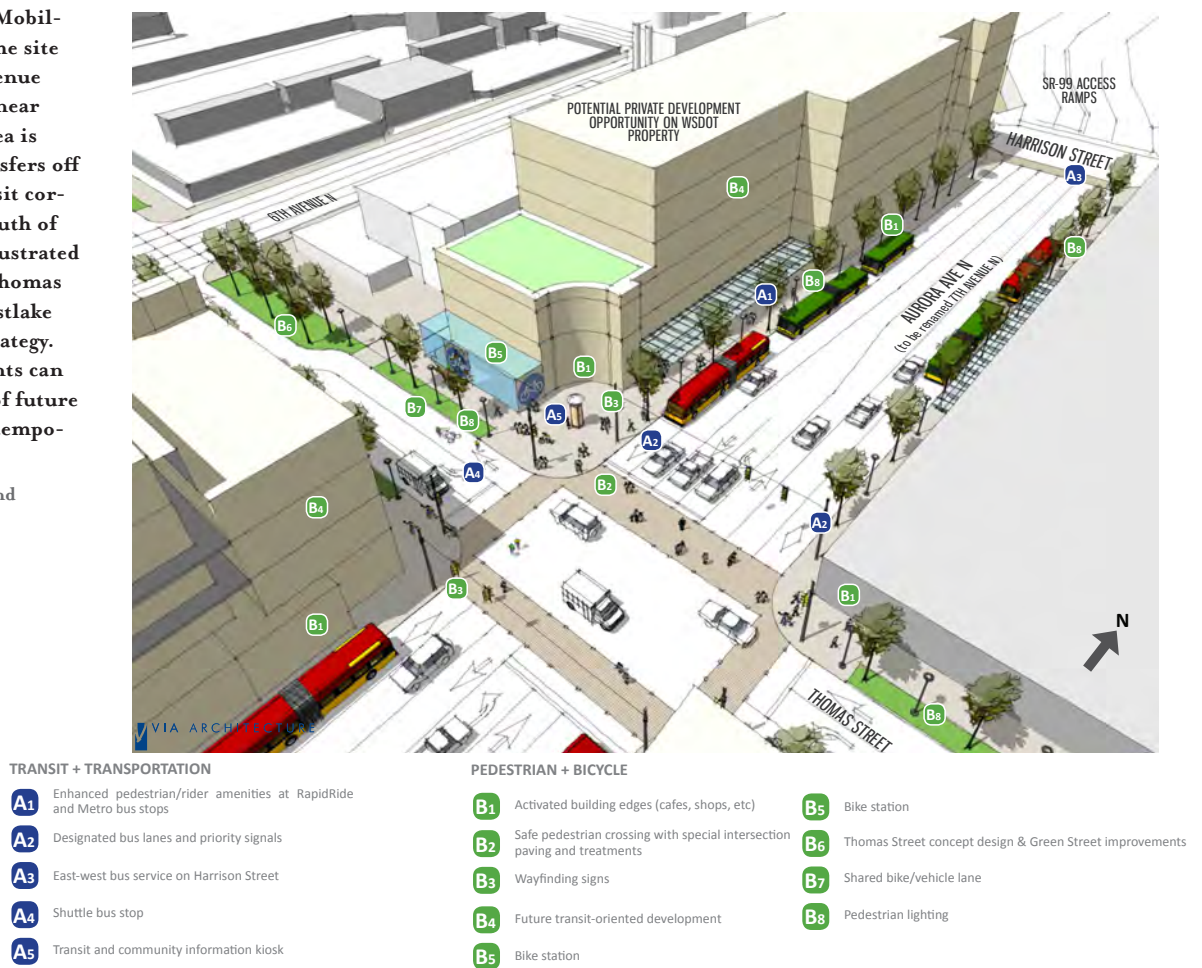 Mobil-
ne site
enue
near
ea is
nsfers off
sit cor-
uth of
ustrated
homas
stlake
ategy.
nts can
of future
tempo-
nd
POTENTIAL PRIVATE DEVELOPMENT
OPPORTUNITY ON WSDOT
PROPERTY
SR-99 ACCESS
RAMPS
HARRISON STREET
A3
6TH AVENUE N
B4
B1
B8
A1
B8
AURORA AVE N
(to be renamed 7TH AVENUE N)
B6
B5
B1
B7
B8
A5
B3
A2
A4
B2
B4
A2
B3
B1
B1
N
B8
THOMAS STREET
VIA ARCHITECTURE
TRANSIT + TRANSPORTATION
A1 Enhanced pedestrian/rider amenities at RapidRide
and Metro bus stops
A2 Designated bus lanes and priority signals
A3 East-west bus service on Harrison Street
A4 Shuttle bus stop
A5 Transit and community information kiosk
PEDESTRIAN + BICYCLE
B1 Activated building edges (cafes, shops, etc)
B2 Safe pedestrian crossing with special intersection
paving and treatments
B3 Wayfinding signs
B4 Future transit-oriented development
B5 Bike station
B5 Bike station
B6 Thomas Street concept design & Green Street improvements
B7 Shared bike/vehicle lane
B8 Pedestrian lighting